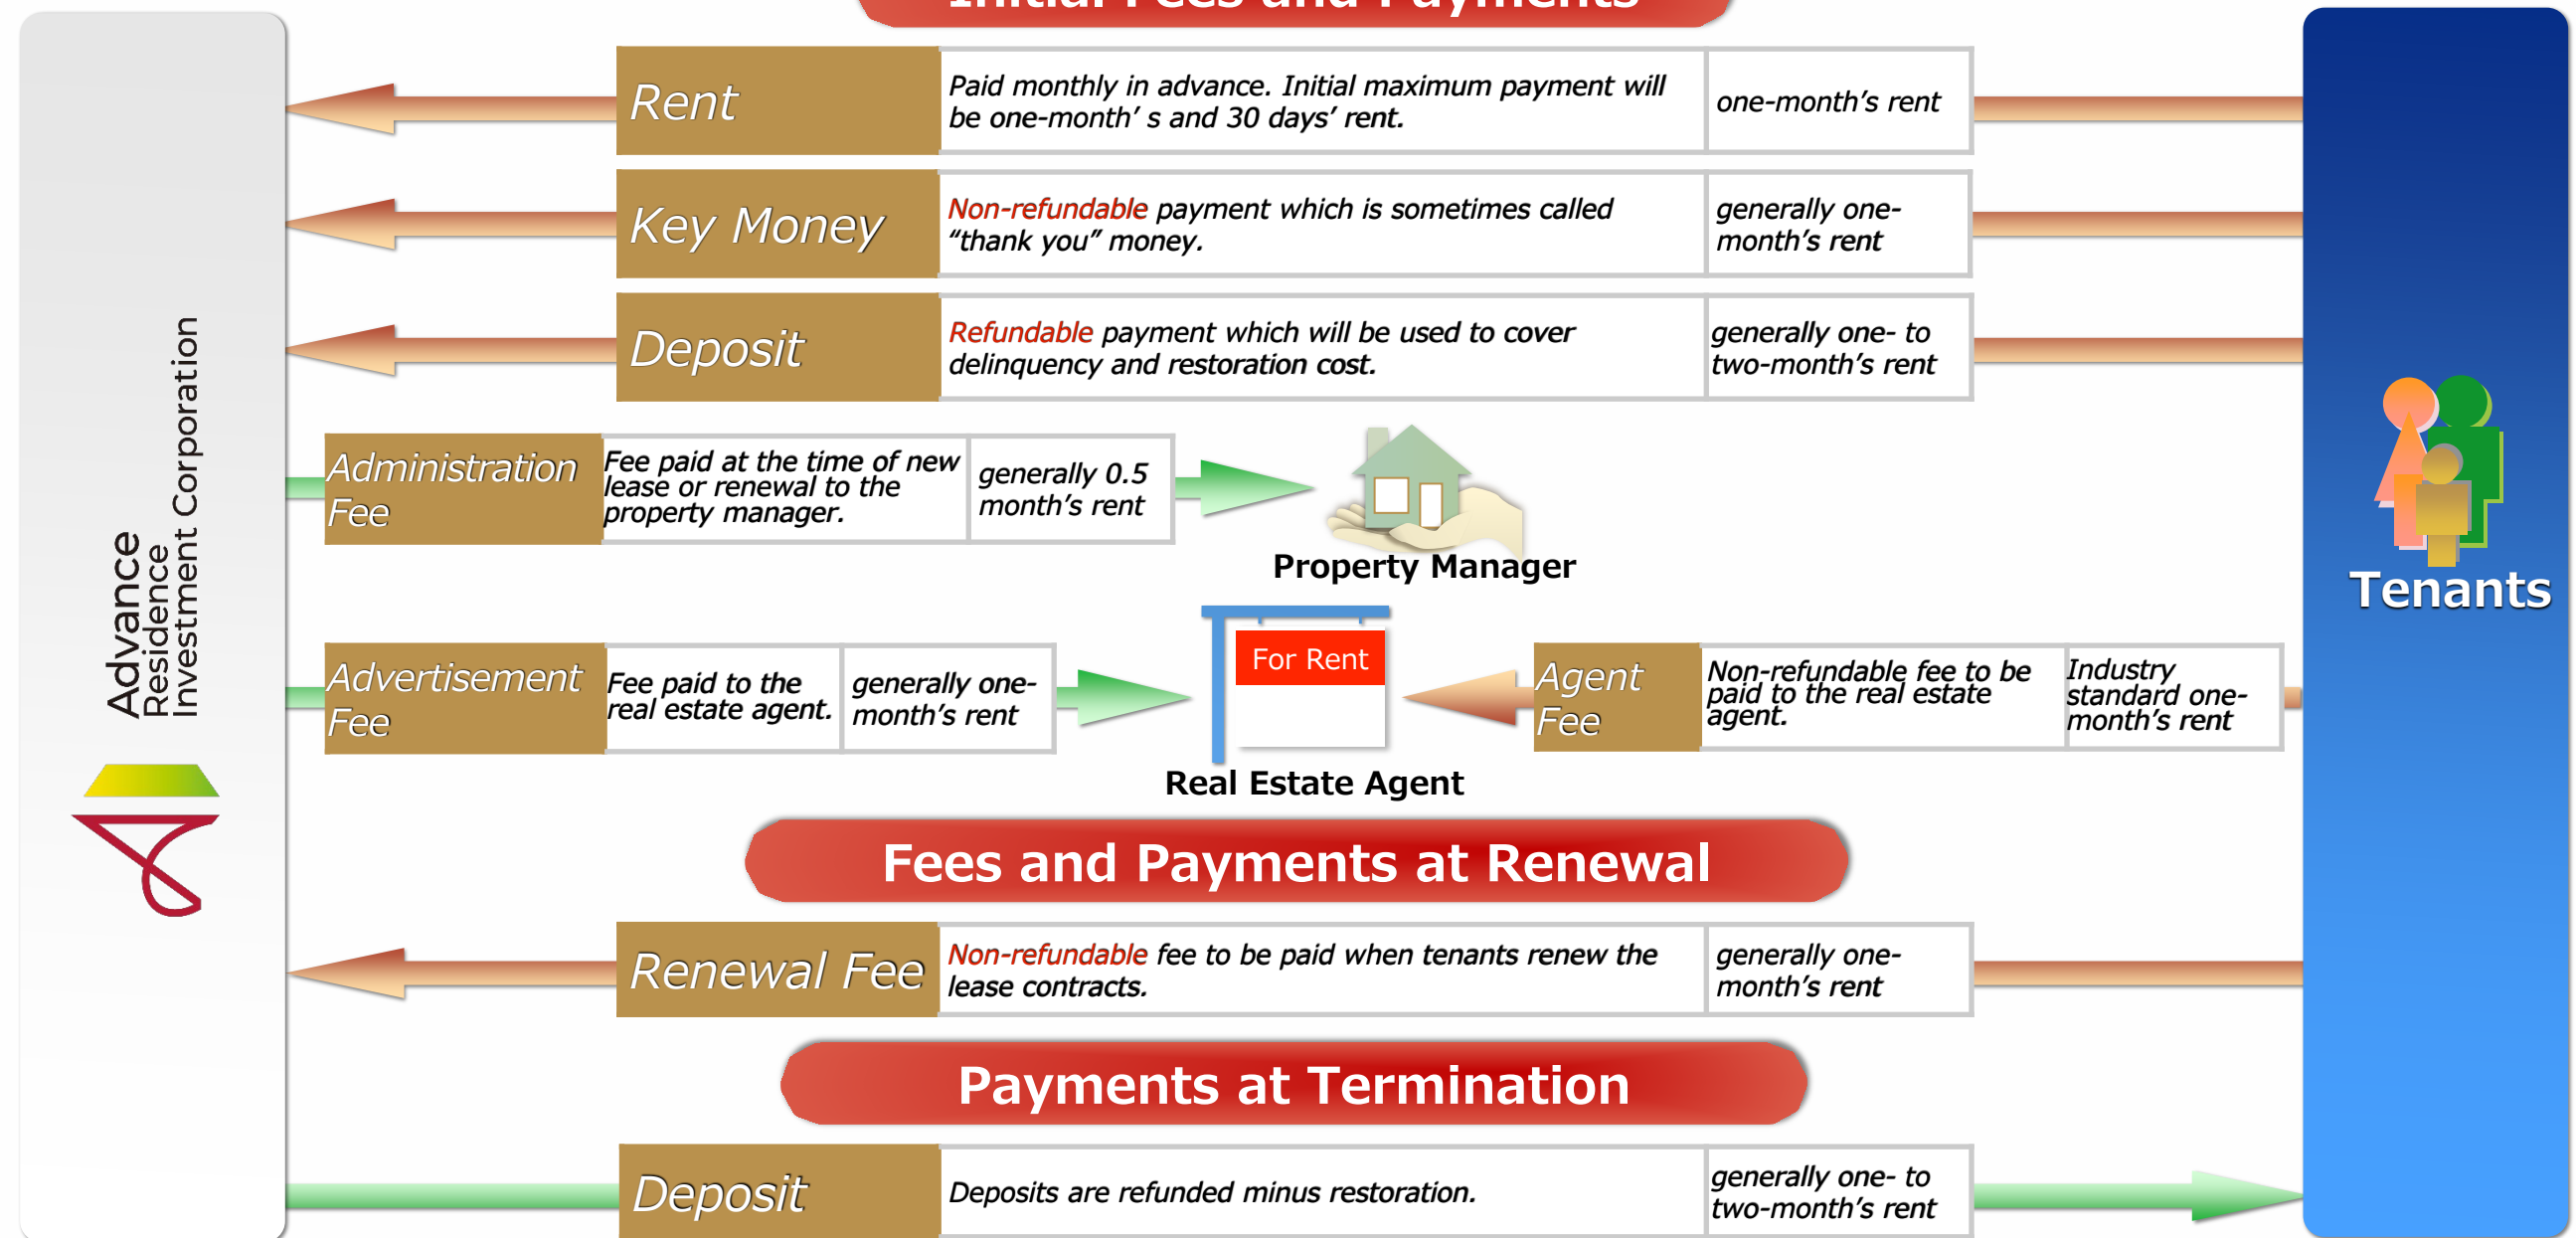 Initial Fees and Payments
Rent
Paid monthly in advance. Initial maximum payment will
be one-month' s and 30 days' rent.
one-month's rent
Key Money
Non-refundable payment which is sometimes called
“thank you” money.
generally one-
month's rent
Deposit
Refundable payment which will be used to cover
delinquency and restoration cost.
generally one- to
two-month's rent
Administration
Fee
Fee paid at the time of new
lease or renewal to the
property manager.
generally 0.5
month's rent
Property Manager
Advance
Residence
Investment Corporation
Tenants
Advertisement
Fee
Fee paid to the
real estate agent.
generally one-
month's rent
For Rent
Real Estate Agent
Agent
Fee
Non-refundable fee to be
paid to the real estate
agent.
Industry
standard one-
month's rent
Fees and Payments at Renewal
Renewal Fee
Non-refundable fee to be paid when tenants renew the
lease contracts.
generally one-
month's rent
Payments at Termination
Deposit
Deposits are refunded minus restoration.
generally one- to
two-month's rent